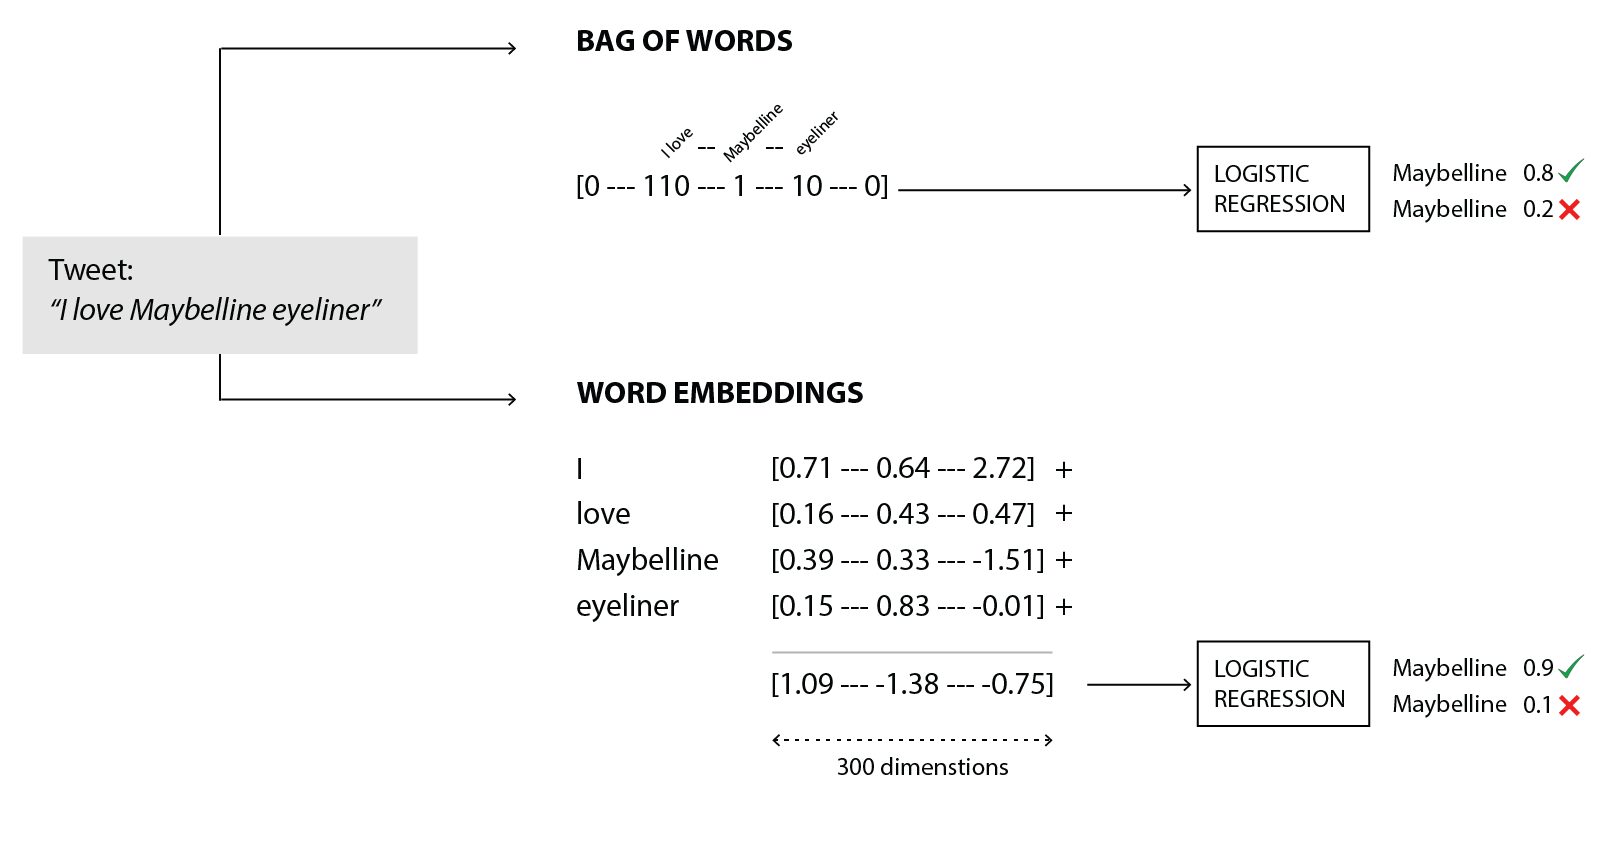 BAG OF WORDS
I love -- Maybelline -- eyeliner
[0 --- 110 --- 1 --- 10 --- 0]
LOGISTIC
REGRESSION
Maybelline 0.8 ✓
Maybelline 0.2 ✗
Tweet:
“I love Maybelline eyeliner”
WORD EMBEDDINGS
I [0.71 --- 0.64 --- 2.72] +
love [0.16 --- 0.43 --- 0.47] +
Maybelline [0.39 --- 0.33 --- -1.51] +
eyeliner [0.15 --- 0.83 --- -0.01] +
[1.09 --- -1.38 --- -0.75]
LOGISTIC
REGRESSION
Maybelline 0.9 ✓
Maybelline 0.1 ✗
300 dimenstions